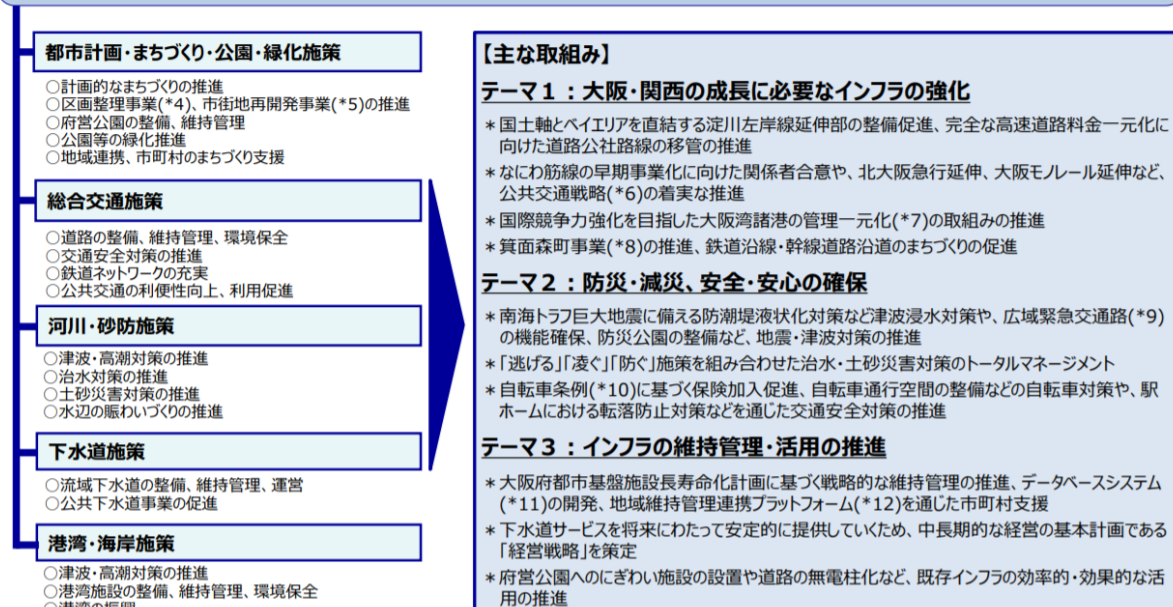 都市計画・まちづくり・公園・緑化施策
○計画的なまちづくりの推進
○区画整理事業(*4)、市街地再開発事業(*5)の推進
○府営公園の整備、維持管理
○公園等の緑化推進
○地域連携、市町村のまちづくり支援
総合交通施策
○道路の整備、維持管理、環境保全
○交通安全対策の推進
○鉄道ネットワークの充実
○公共交通の利便性向上、利用促進
河川・砂防施策
○津波・高潮対策の推進
○治水対策の推進
○土砂災害対策の推進
○水辺の賑わいづくりの推進
下水道施策
○流域下水道の整備、維持管理、運営
○公共下水道事業の促進
港湾・海岸施策
○津波・高潮対策の推進
○港湾施設の整備、維持管理、環境保全
○港湾の振興
【主な取組み】
テーマ1：大阪・関西の成長に必要なインフラの強化
＊国土軸とベイエリアを直結する淀川左岸線延伸部の整備促進、完全な高速道路料金一元化に
向けた道路公社路線の移管の推進
＊なにわ筋線の早期事業化に向けた関係者合意や、北大阪急行延伸、大阪モノレール延伸など、
公共交通戦略(*6)の着実な推進
＊国際競争力強化を目指した大阪湾諸港の管理一元化(*7)の取組みの推進
＊箕面森町事業(*8)の推進、鉄道沿線・幹線道路沿道のまちづくりの促進
テーマ2：防災・減災、安全・安心の確保
＊南海トラフ巨大地震に備える防潮堤液状化対策など津波浸水対策や、広域緊急交通路(*9)
の機能確保、防災公園の整備など、地震・津波対策の推進
＊「逃げる」「凌ぐ」「防ぐ」施策を組み合わせた治水・土砂災害対策のトータルマネージメント
＊自転車条例(*10)に基づく保険加入促進、自転車通行空間の整備などの自転車対策や、駅
ホームにおける転落防止対策などを通じた交通安全対策の推進
テーマ3：インフラの維持管理・活用の推進
＊大阪府都市基盤施設長寿命化計画に基づく戦略的な維持管理の推進、データベースシステム
(*11)の開発、地域維持管理連携プラットフォーム(*12)を通じた市町村支援
＊下水道サービスを将来にわたって安定的に提供していくため、中長期的な経営の基本計画である
「経営戦略」を策定
＊府営公園へのにぎわい施設の設置や道路の無電柱化など、既存インフラの効率的・効果的な活
用の推進